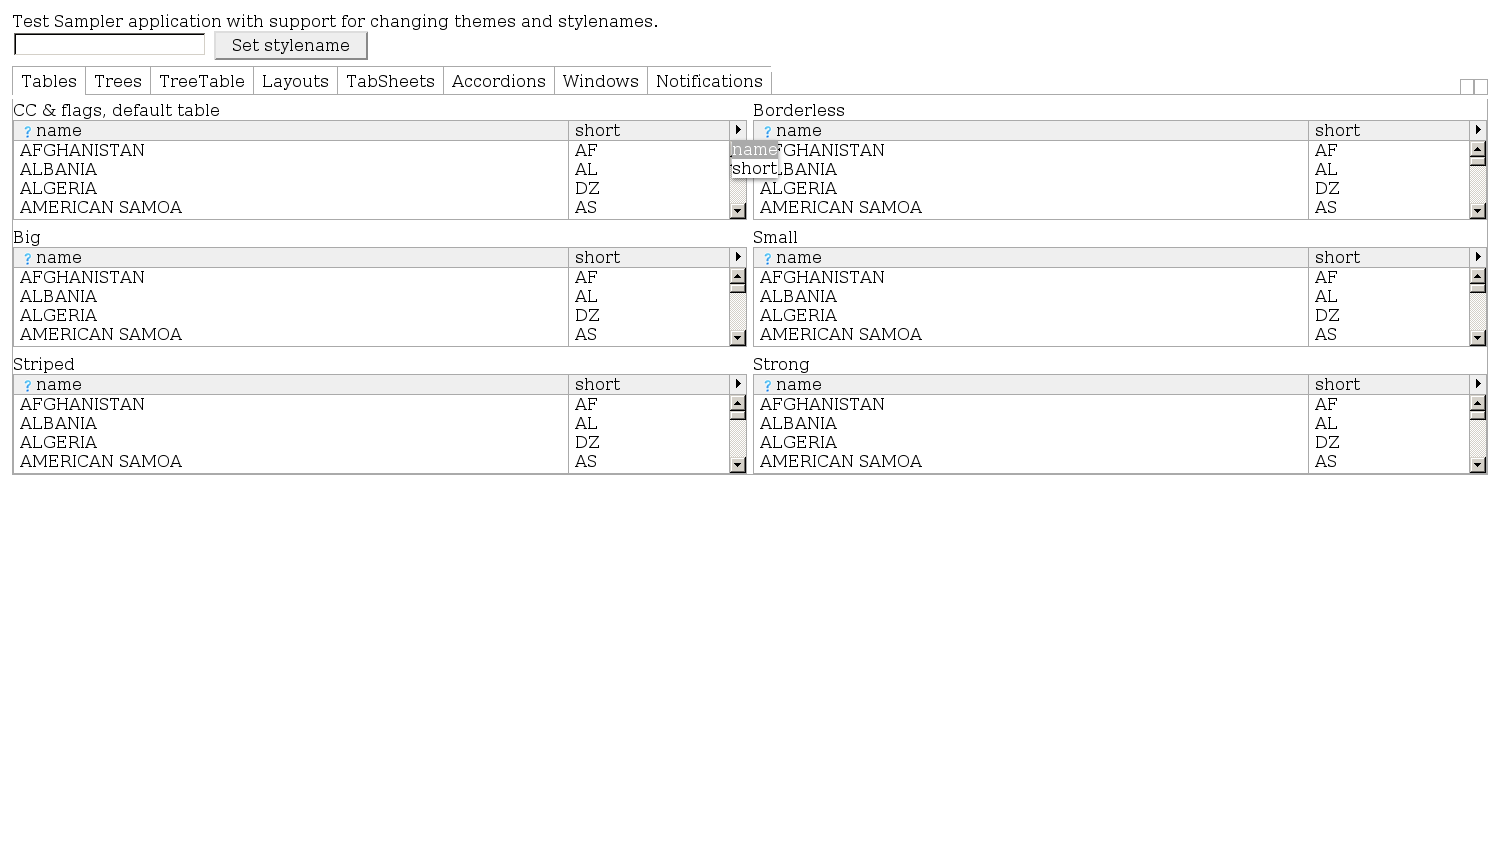 Test Sampler application with support for changing themes and stylenames.
Set stylename
Tables Trees TreeTable Layouts TabSheets Accordions Windows Notifications
CC & flags, default table
? name short
AFGHANISTAN AF
ALBANIA AL
ALGERIA DZ
AMERICAN SAMOA AS
name
short
Borderless
? name short
FGHANISTAN AF
LBANIA AL
ALGERIA DZ
AMERICAN SAMOA AS
Big
? name short
AFGHANISTAN AF
ALBANIA AL
ALGERIA DZ
AMERICAN SAMOA AS
Small
? name short
AFGHANISTAN AF
ALBANIA AL
ALGERIA DZ
AMERICAN SAMOA AS
Striped
? name short
AFGHANISTAN AF
ALBANIA AL
ALGERIA DZ
AMERICAN SAMOA AS
Strong
? name short
AFGHANISTAN AF
ALBANIA AL
ALGERIA DZ
AMERICAN SAMOA AS